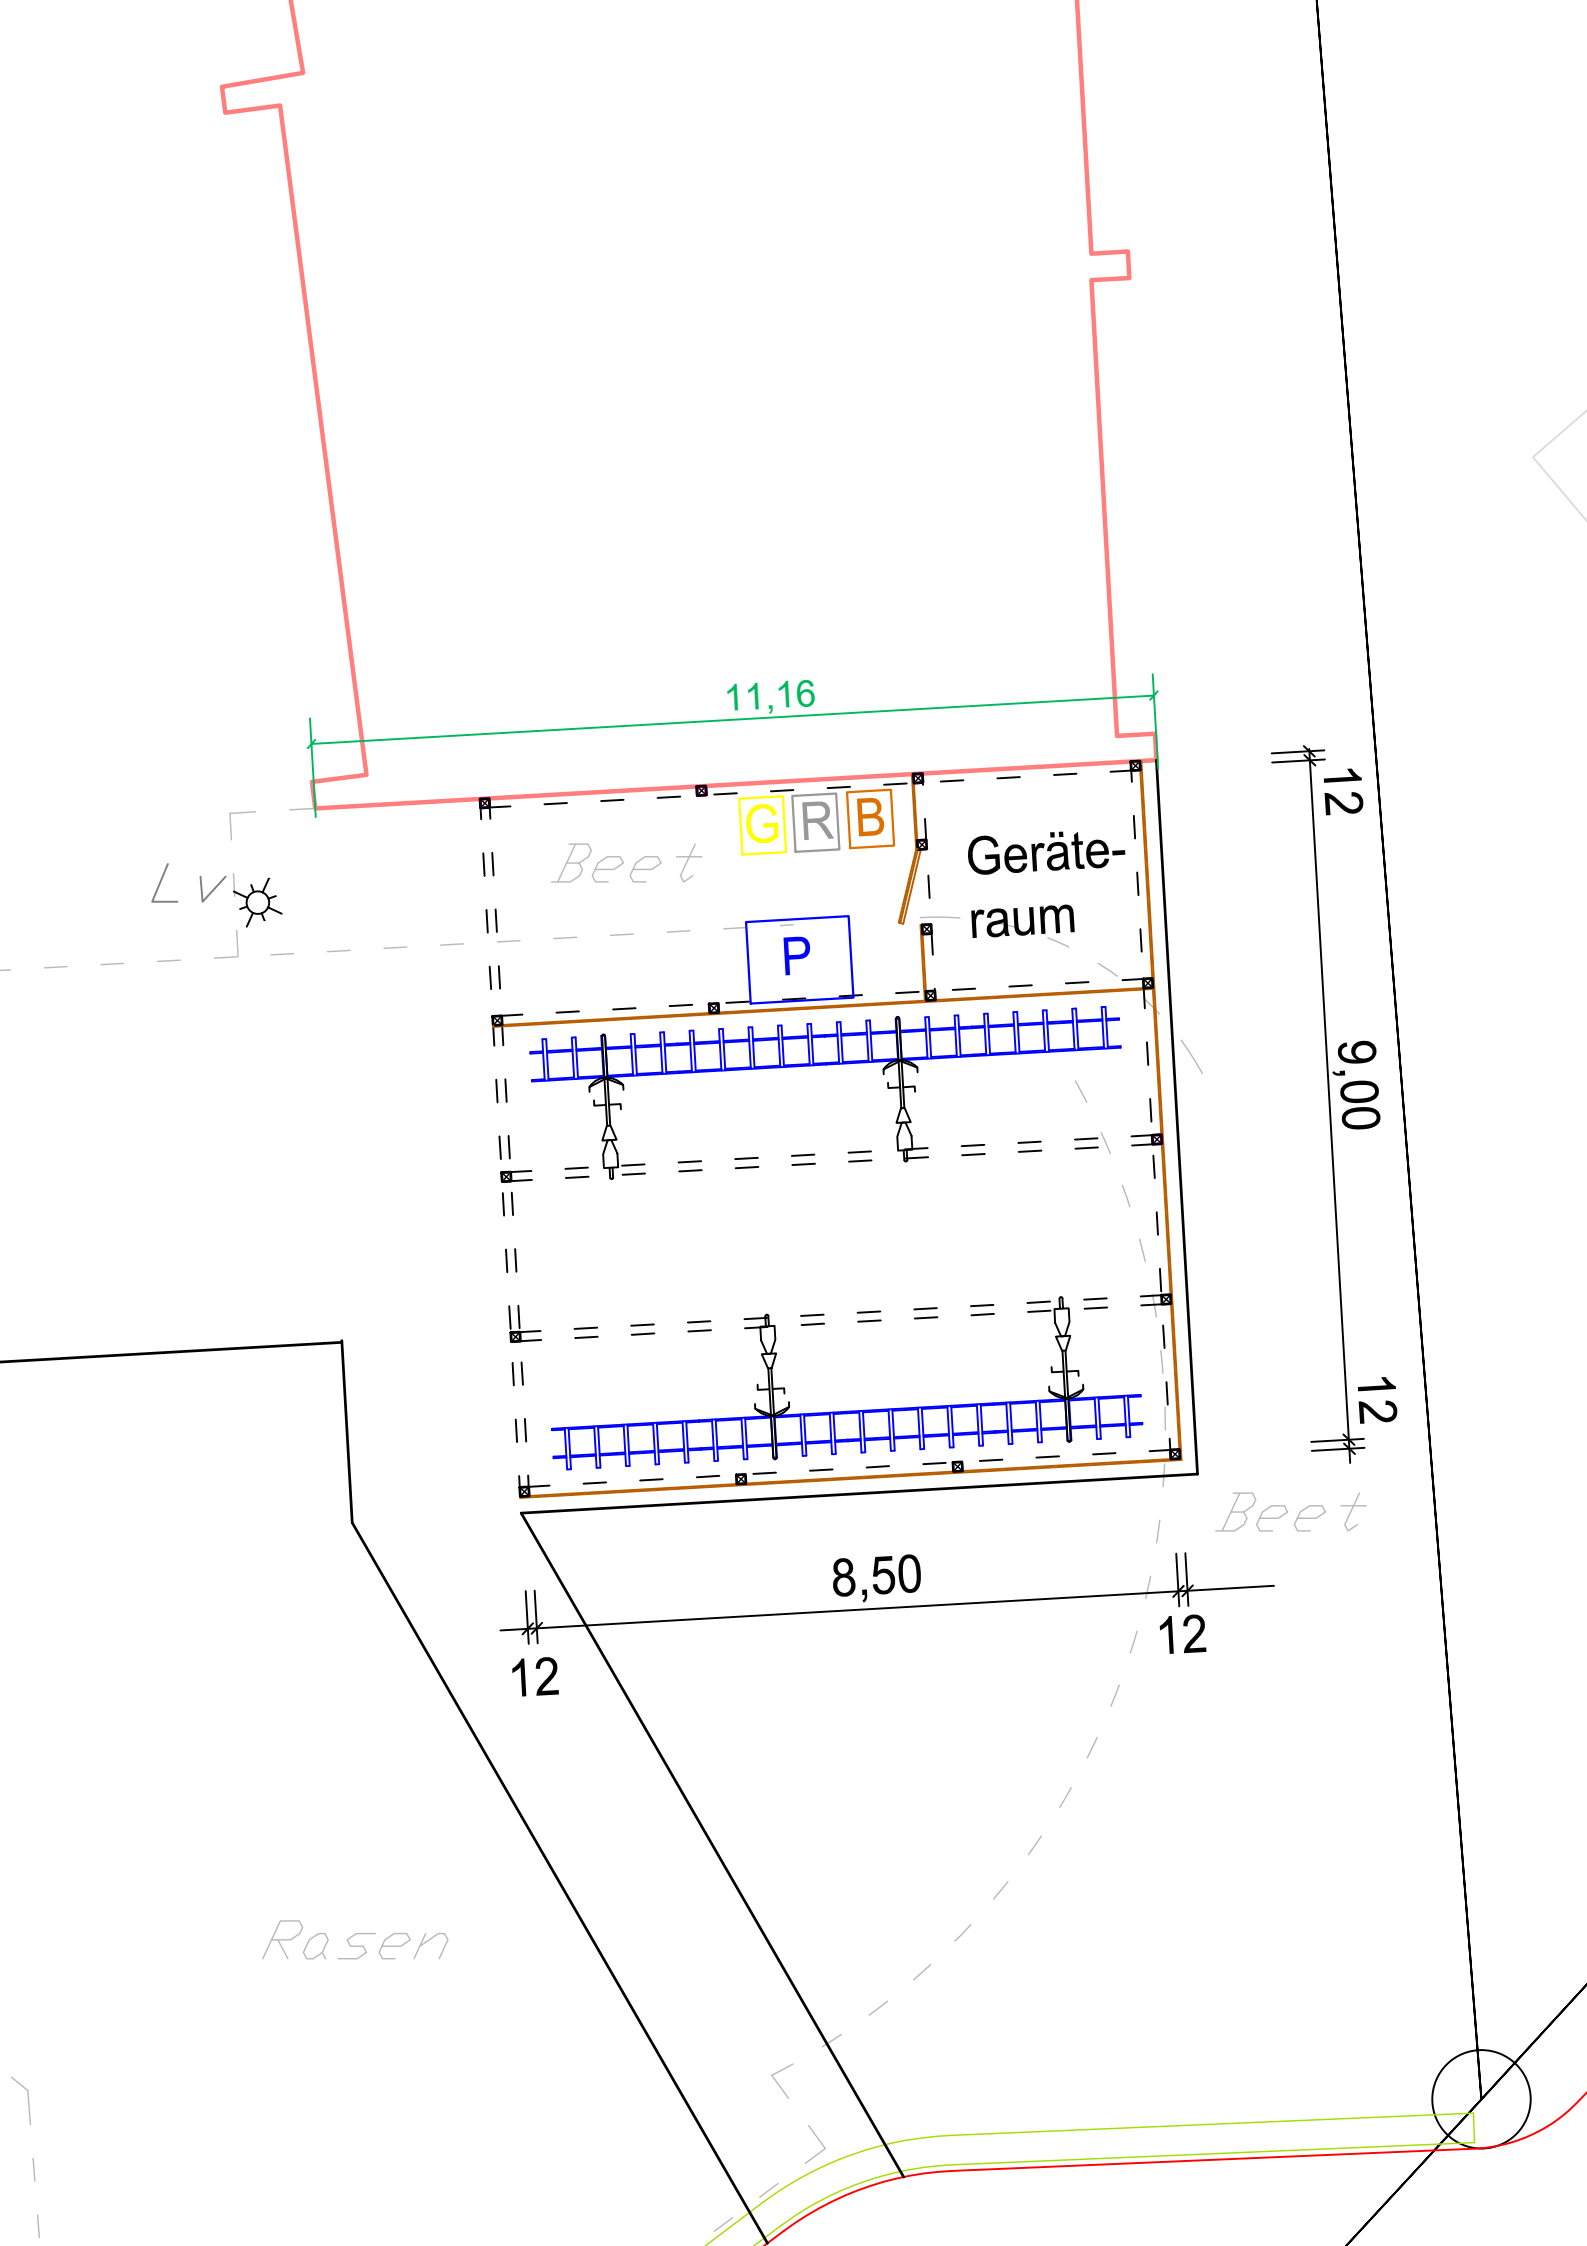 11,16
12
G R B
Geräte-
Beet
raum
Lv
P
9,00
12
Beet
8,50
12
12
Rasen